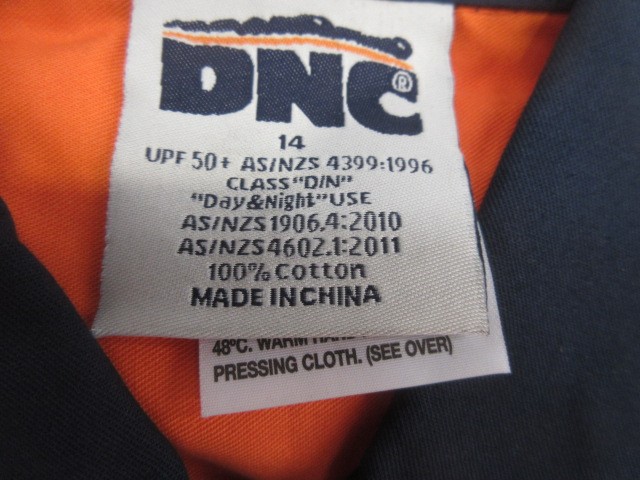 DNC®
14
UPF 50+ AS/NZS 4399:1996
CLASS "D/N"
"Day&Night" USE
AS/NZS1906.4:2010
AS/NZS4602.1:2011
100% Cotton
MADE IN CHINA
48ºC. WARM
PRESSING CLOTH. (SEE OVER)